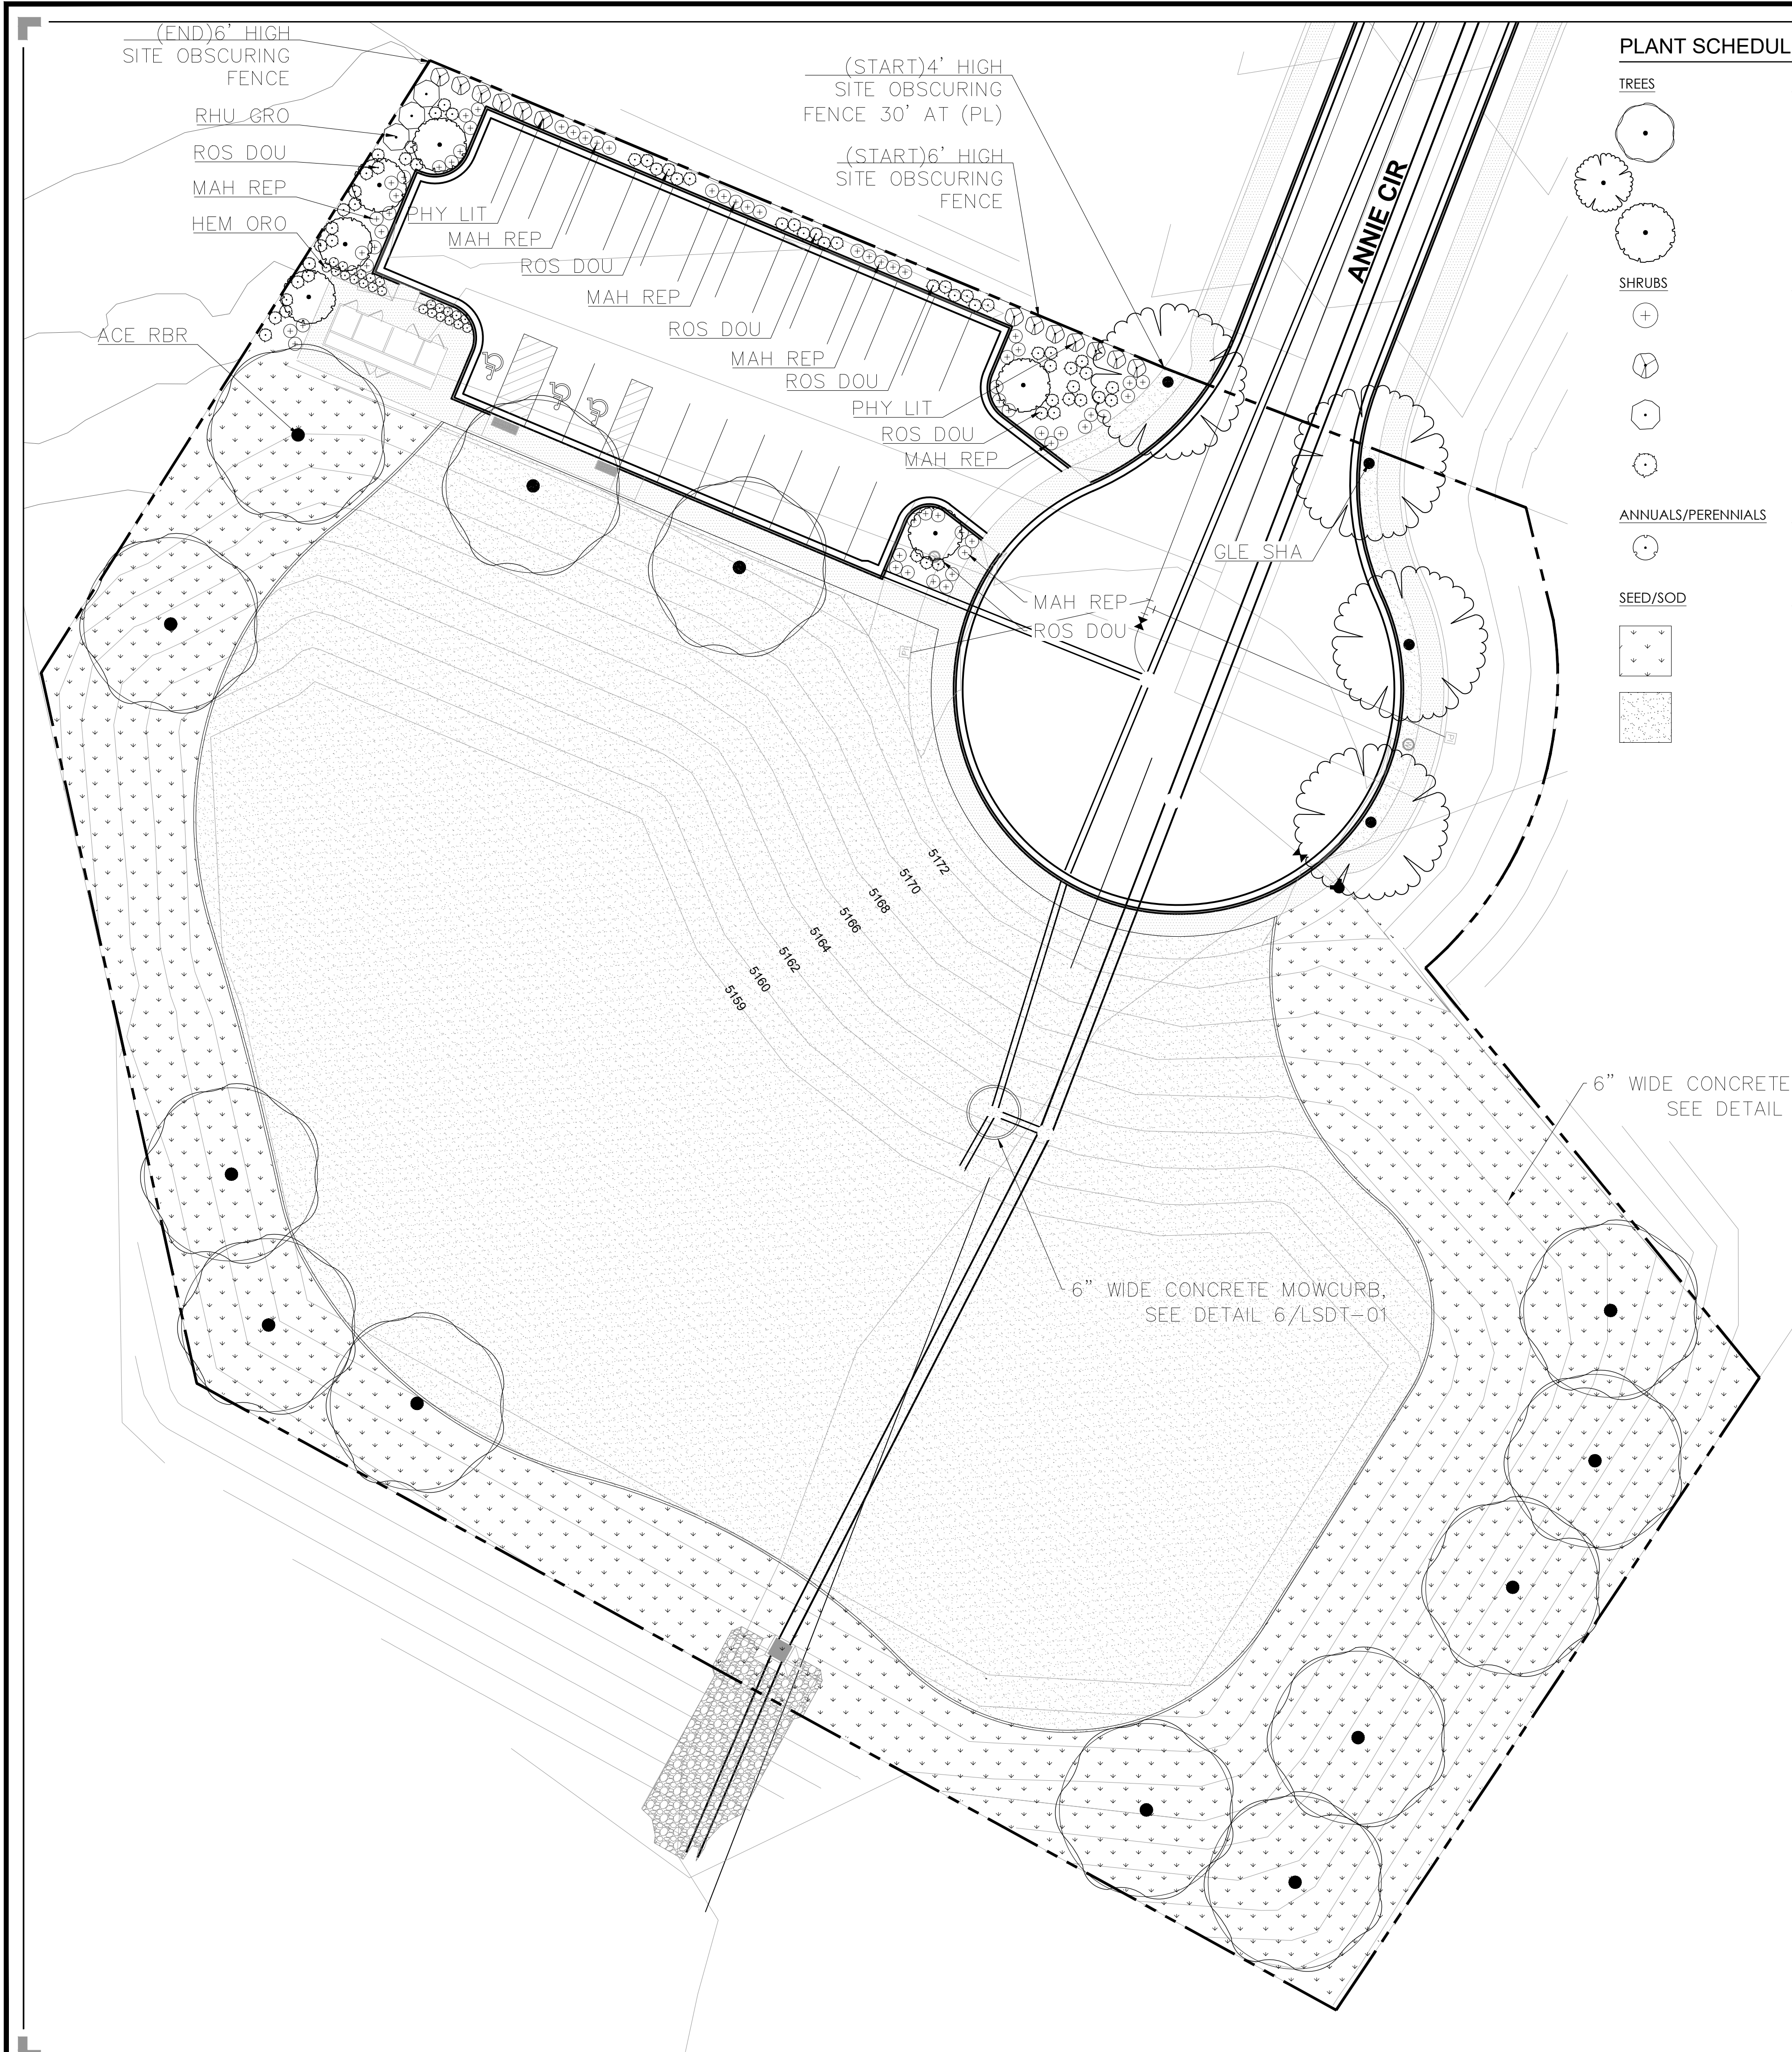 (END)6' HIGH
SITE OBSCURING
FENCE
RHU GRO
ROS DOU
MAH REP
HEM ORO
ACE RBR
PHY LIT
MAH REP
ROS DOU
MAH REP
ROS DOU
MAH REP
ROS DOU
PHY LIT
ROS DOU
MAH REP
(START)4' HIGH
SITE OBSCURING
FENCE 30' AT (PL)
(START)6' HIGH
SITE OBSCURING
FENCE
ANNIE CIR
GLE SHA
MAH REP
ROS DOU
5172
5170
5168
5166
5164
5162
5160
5159
6" WIDE CONCRETE MOWCURB,
SEE DETAIL 6/LSDT-01
6" WIDE CONCRETE
SEE DETAIL
PLANT SCHEDUL
TREES
SHRUBS
ANNUALS/PERENNIALS
SEED/SOD